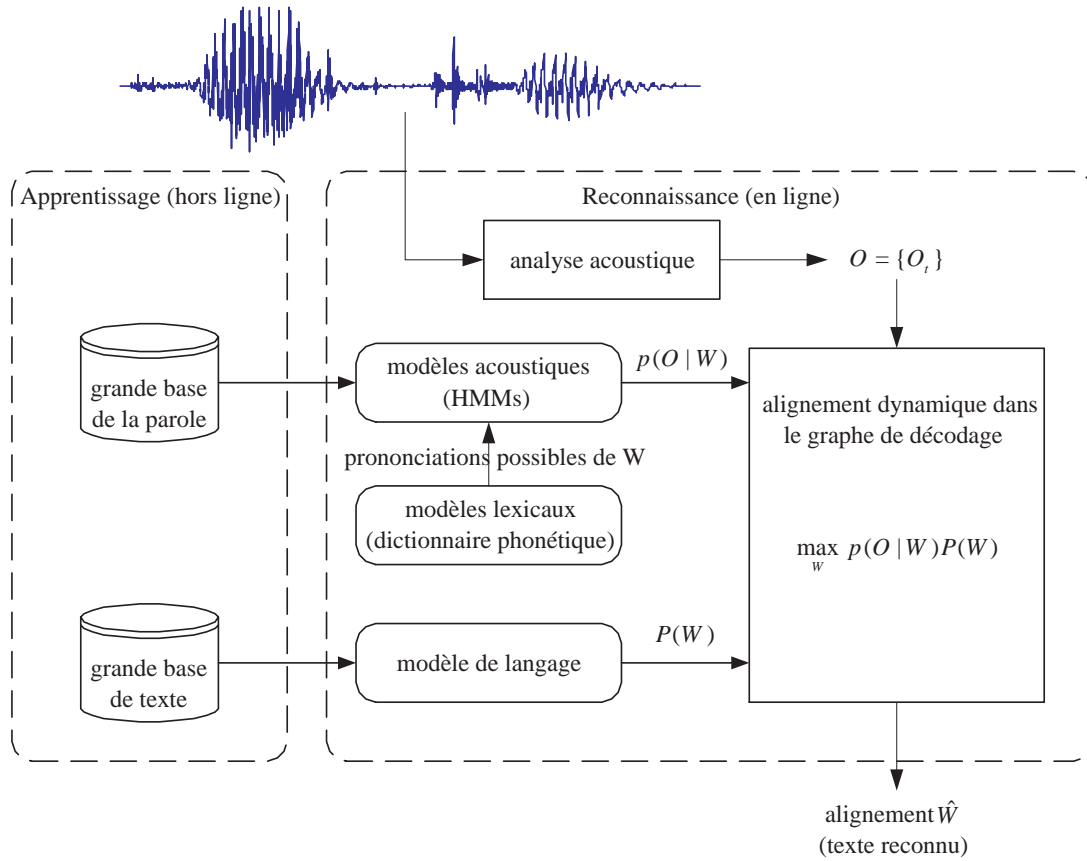 Apprentissage (hors ligne)
Reconnaissance (en ligne)
analyse acoustique
O = {O_t}
grande base
de la parole
modèles acoustiques
(HMMs)
p(O | W)
alignement dynamique dans
le graphe de décodage
prononciations possibles de W
modèles lexicaux
(dictionnaire phonétique)
max p(O | W)P(W)
W
grande base
de texte
modèle de langage
P(W)
alignement Ŵ
(texte reconnu)